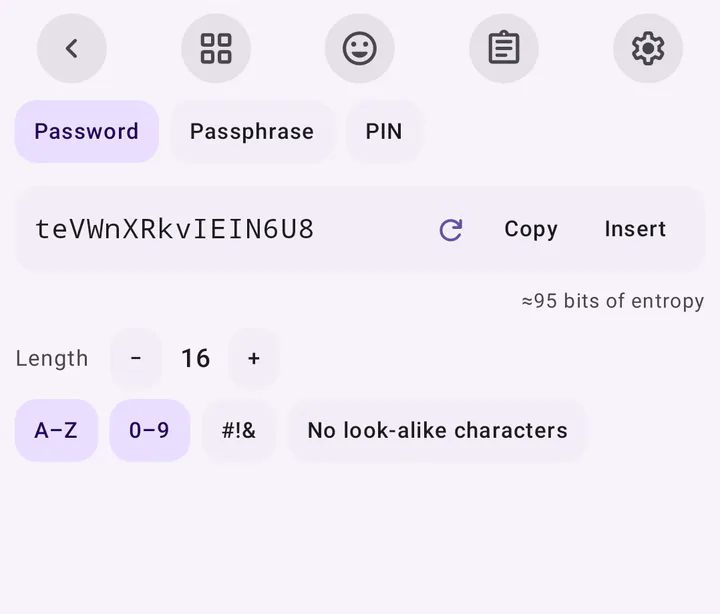 Password Passphrase PIN
teVWnXRkvIEIN6U8 Copy Insert
≈95 bits of entropy
Length − 16 +
A–Z 0–9 #!& No look-alike characters